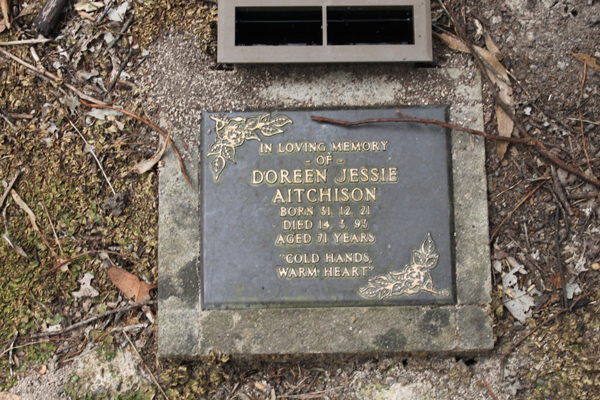 IN LOVING MEMORY
- OF -
DOREEN JESSIE
AITCHISON
BORN 31. 12. 21
DIED 14. 3. 93
AGED 71 YEARS
"COLD HANDS,
WARM HEART"